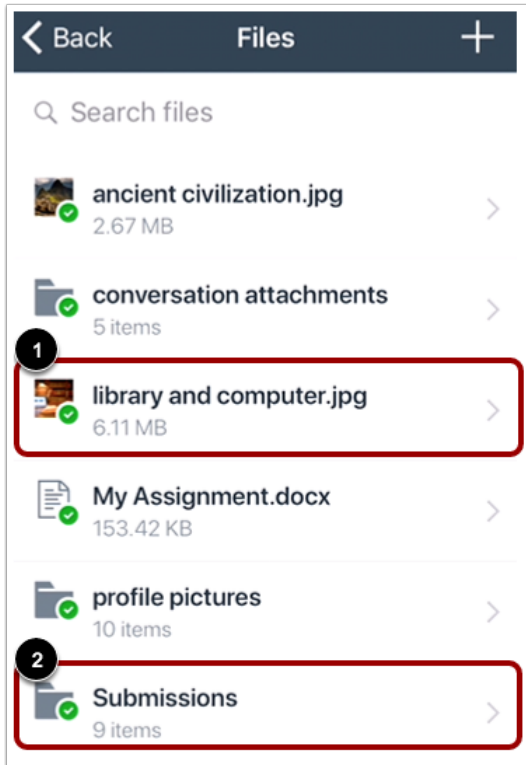 Back
Files
Search files
ancient civilization.jpg
2.67 MB
conversation attachments
5 items
1
library and computer.jpg
6.11 MB
My Assignment.docx
153.42 KB
profile pictures
10 items
2
Submissions
9 items